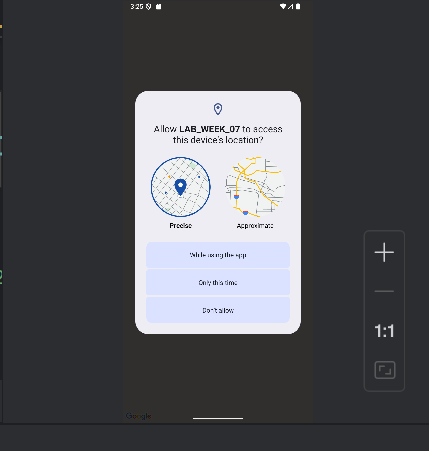 3:25
Allow LAB_WEEK_07 to access
this device's location?
Precise
Approximate
While using the app
Only this time
Don't allow
1:1
Google